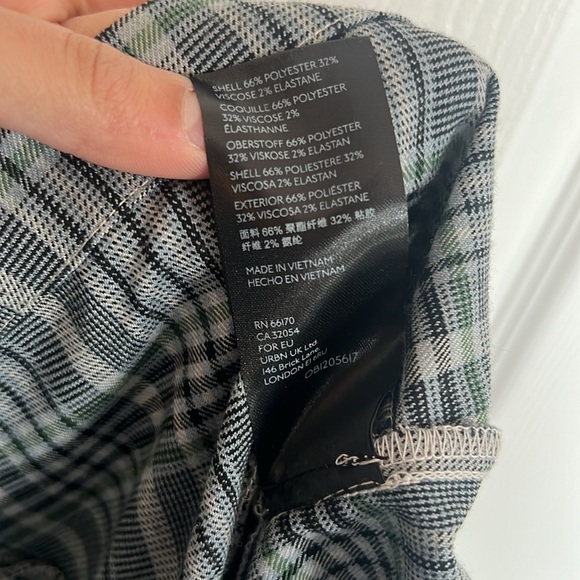 SHELL 66% POLYESTER 32%
VISCOSE 2% ELASTANE
COQUILLE 66% POLYESTER
32% VISCOSE 2%
ÉLASTHANNE
OBERSTOFF 66% POLYESTER
32% VISKOSE 2% ELASTAN
SHELL 66% POLIESTERE 32%
VISCOSA 2% ELASTAN
EXTERIOR 66% POLIÉSTER
32% VISCOSA 2% ELASTAN
面料 66% 聚酯纤维 32% 粘胶
纤维 2% 氨纶
MADE IN VIETNAM
HECHO EN VIETNAM
RN 66170
CA 32054
FOR EU
URBN UK Ltd
146 Brick Lane
LONDON E1 6RU
OB1205617